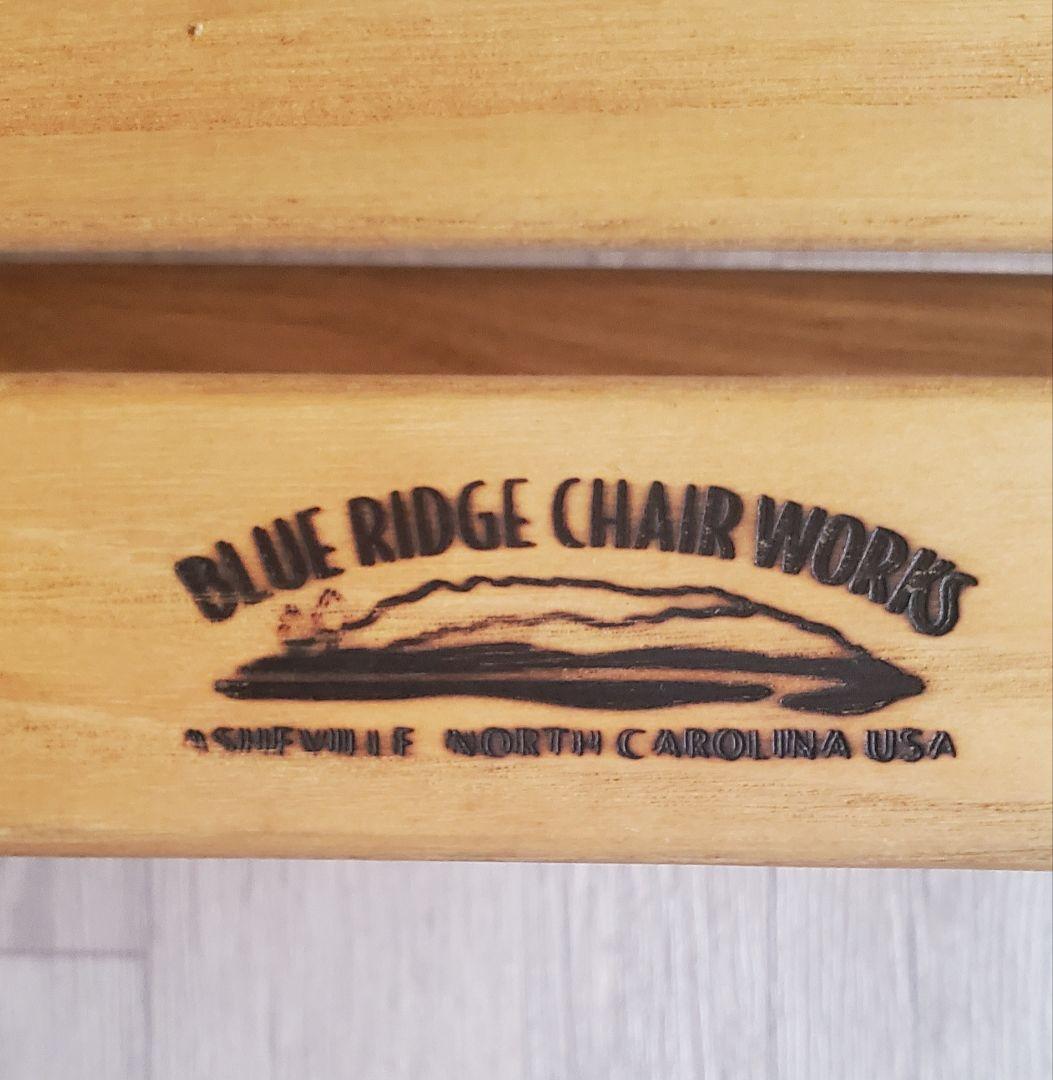 BLUE RIDGE CHAIR WORKS
ASHEVILLE NORTH CAROLINA USA